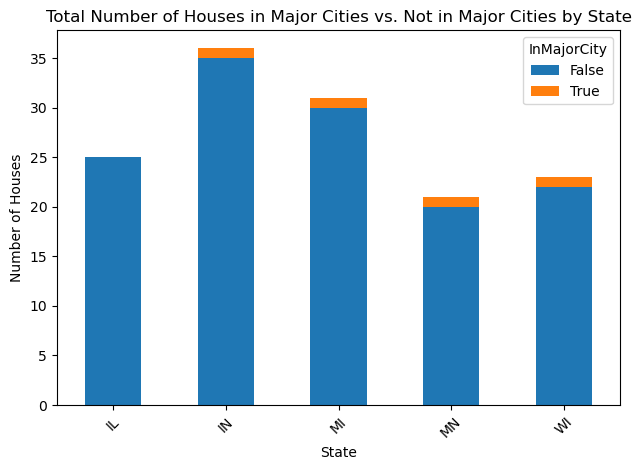 Total Number of Houses in Major Cities vs. Not in Major Cities by State
InMajorCity
False
True
Number of Houses
35
30
25
20
15
10
5
0
IL
IN
MI
MN
WI
State